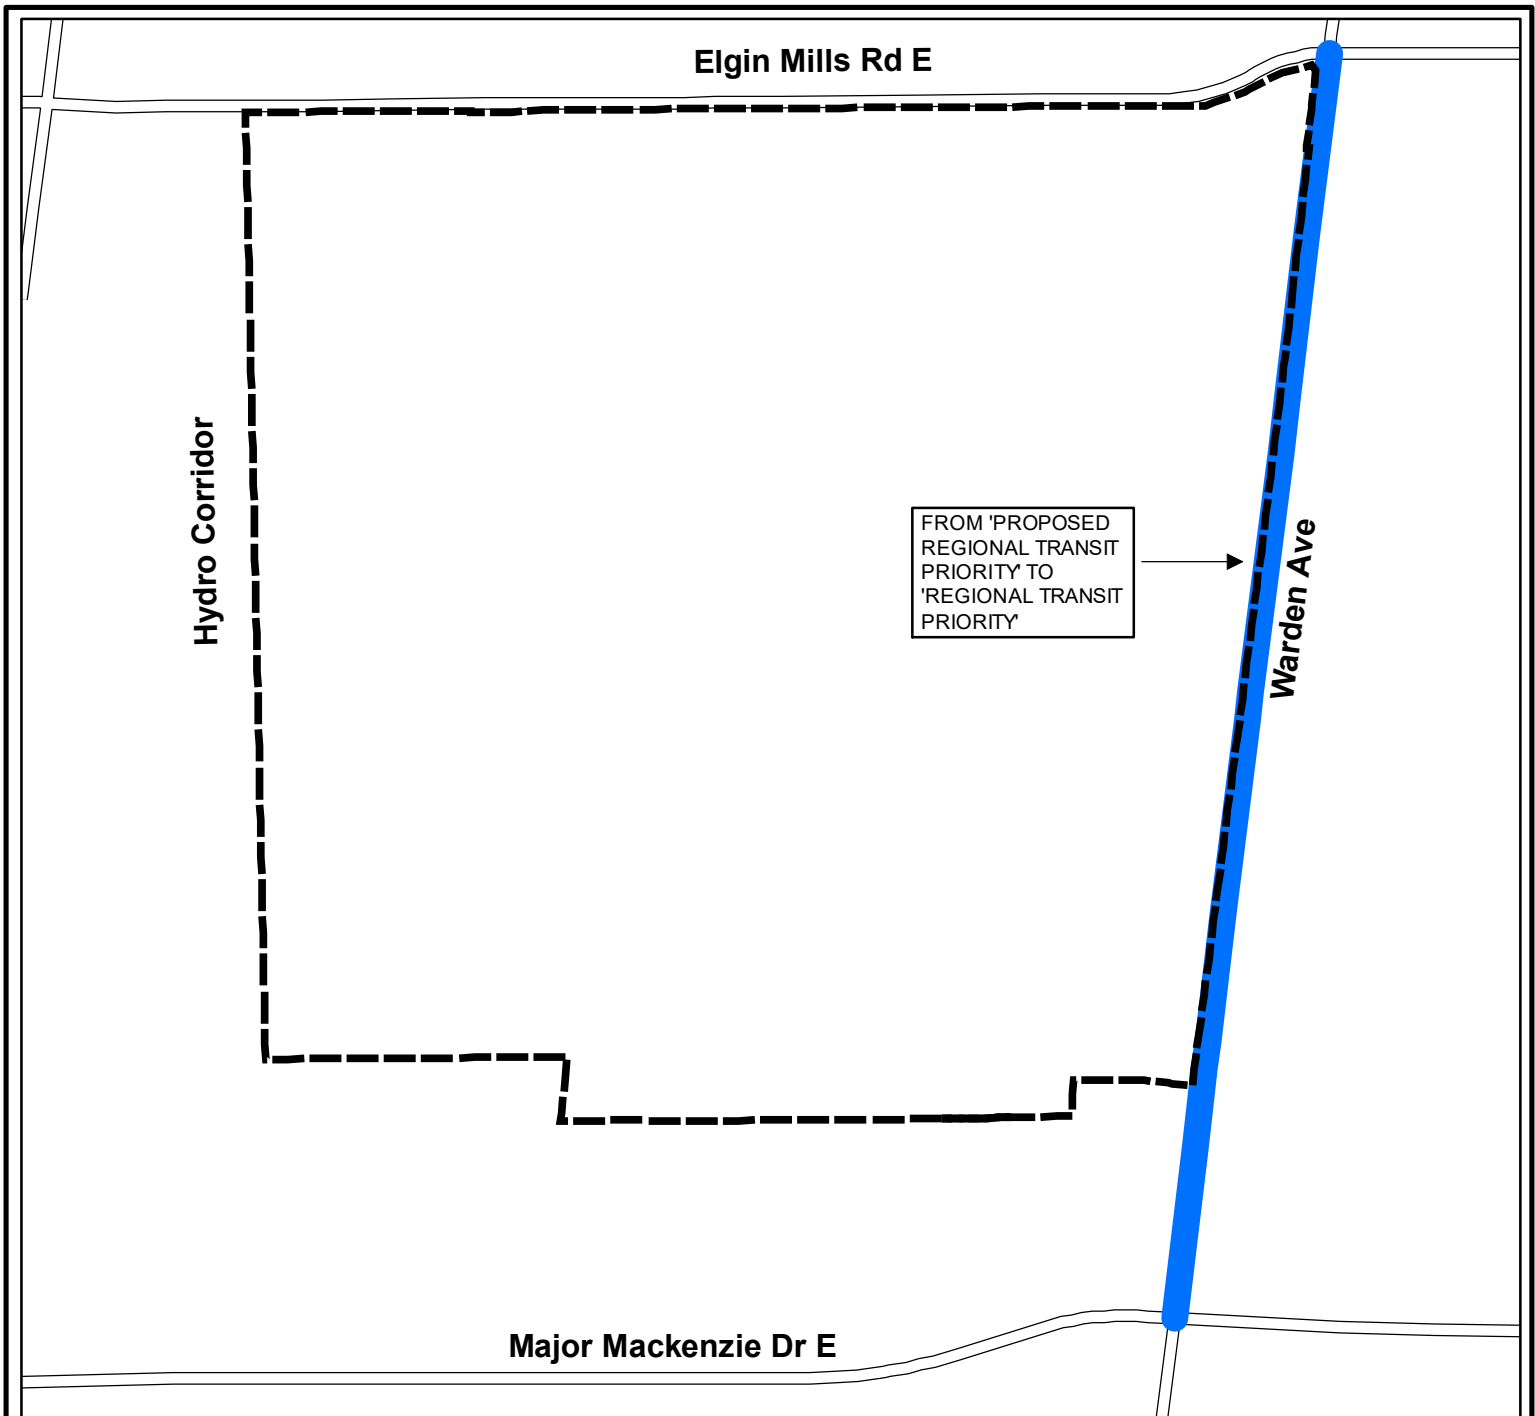 Elgin Mills Rd E
Hydro Corridor
FROM 'PROPOSED
REGIONAL TRANSIT
PRIORITY' TO
'REGIONAL TRANSIT
PRIORITY'
Warden Ave
Major Mackenzie Dr E